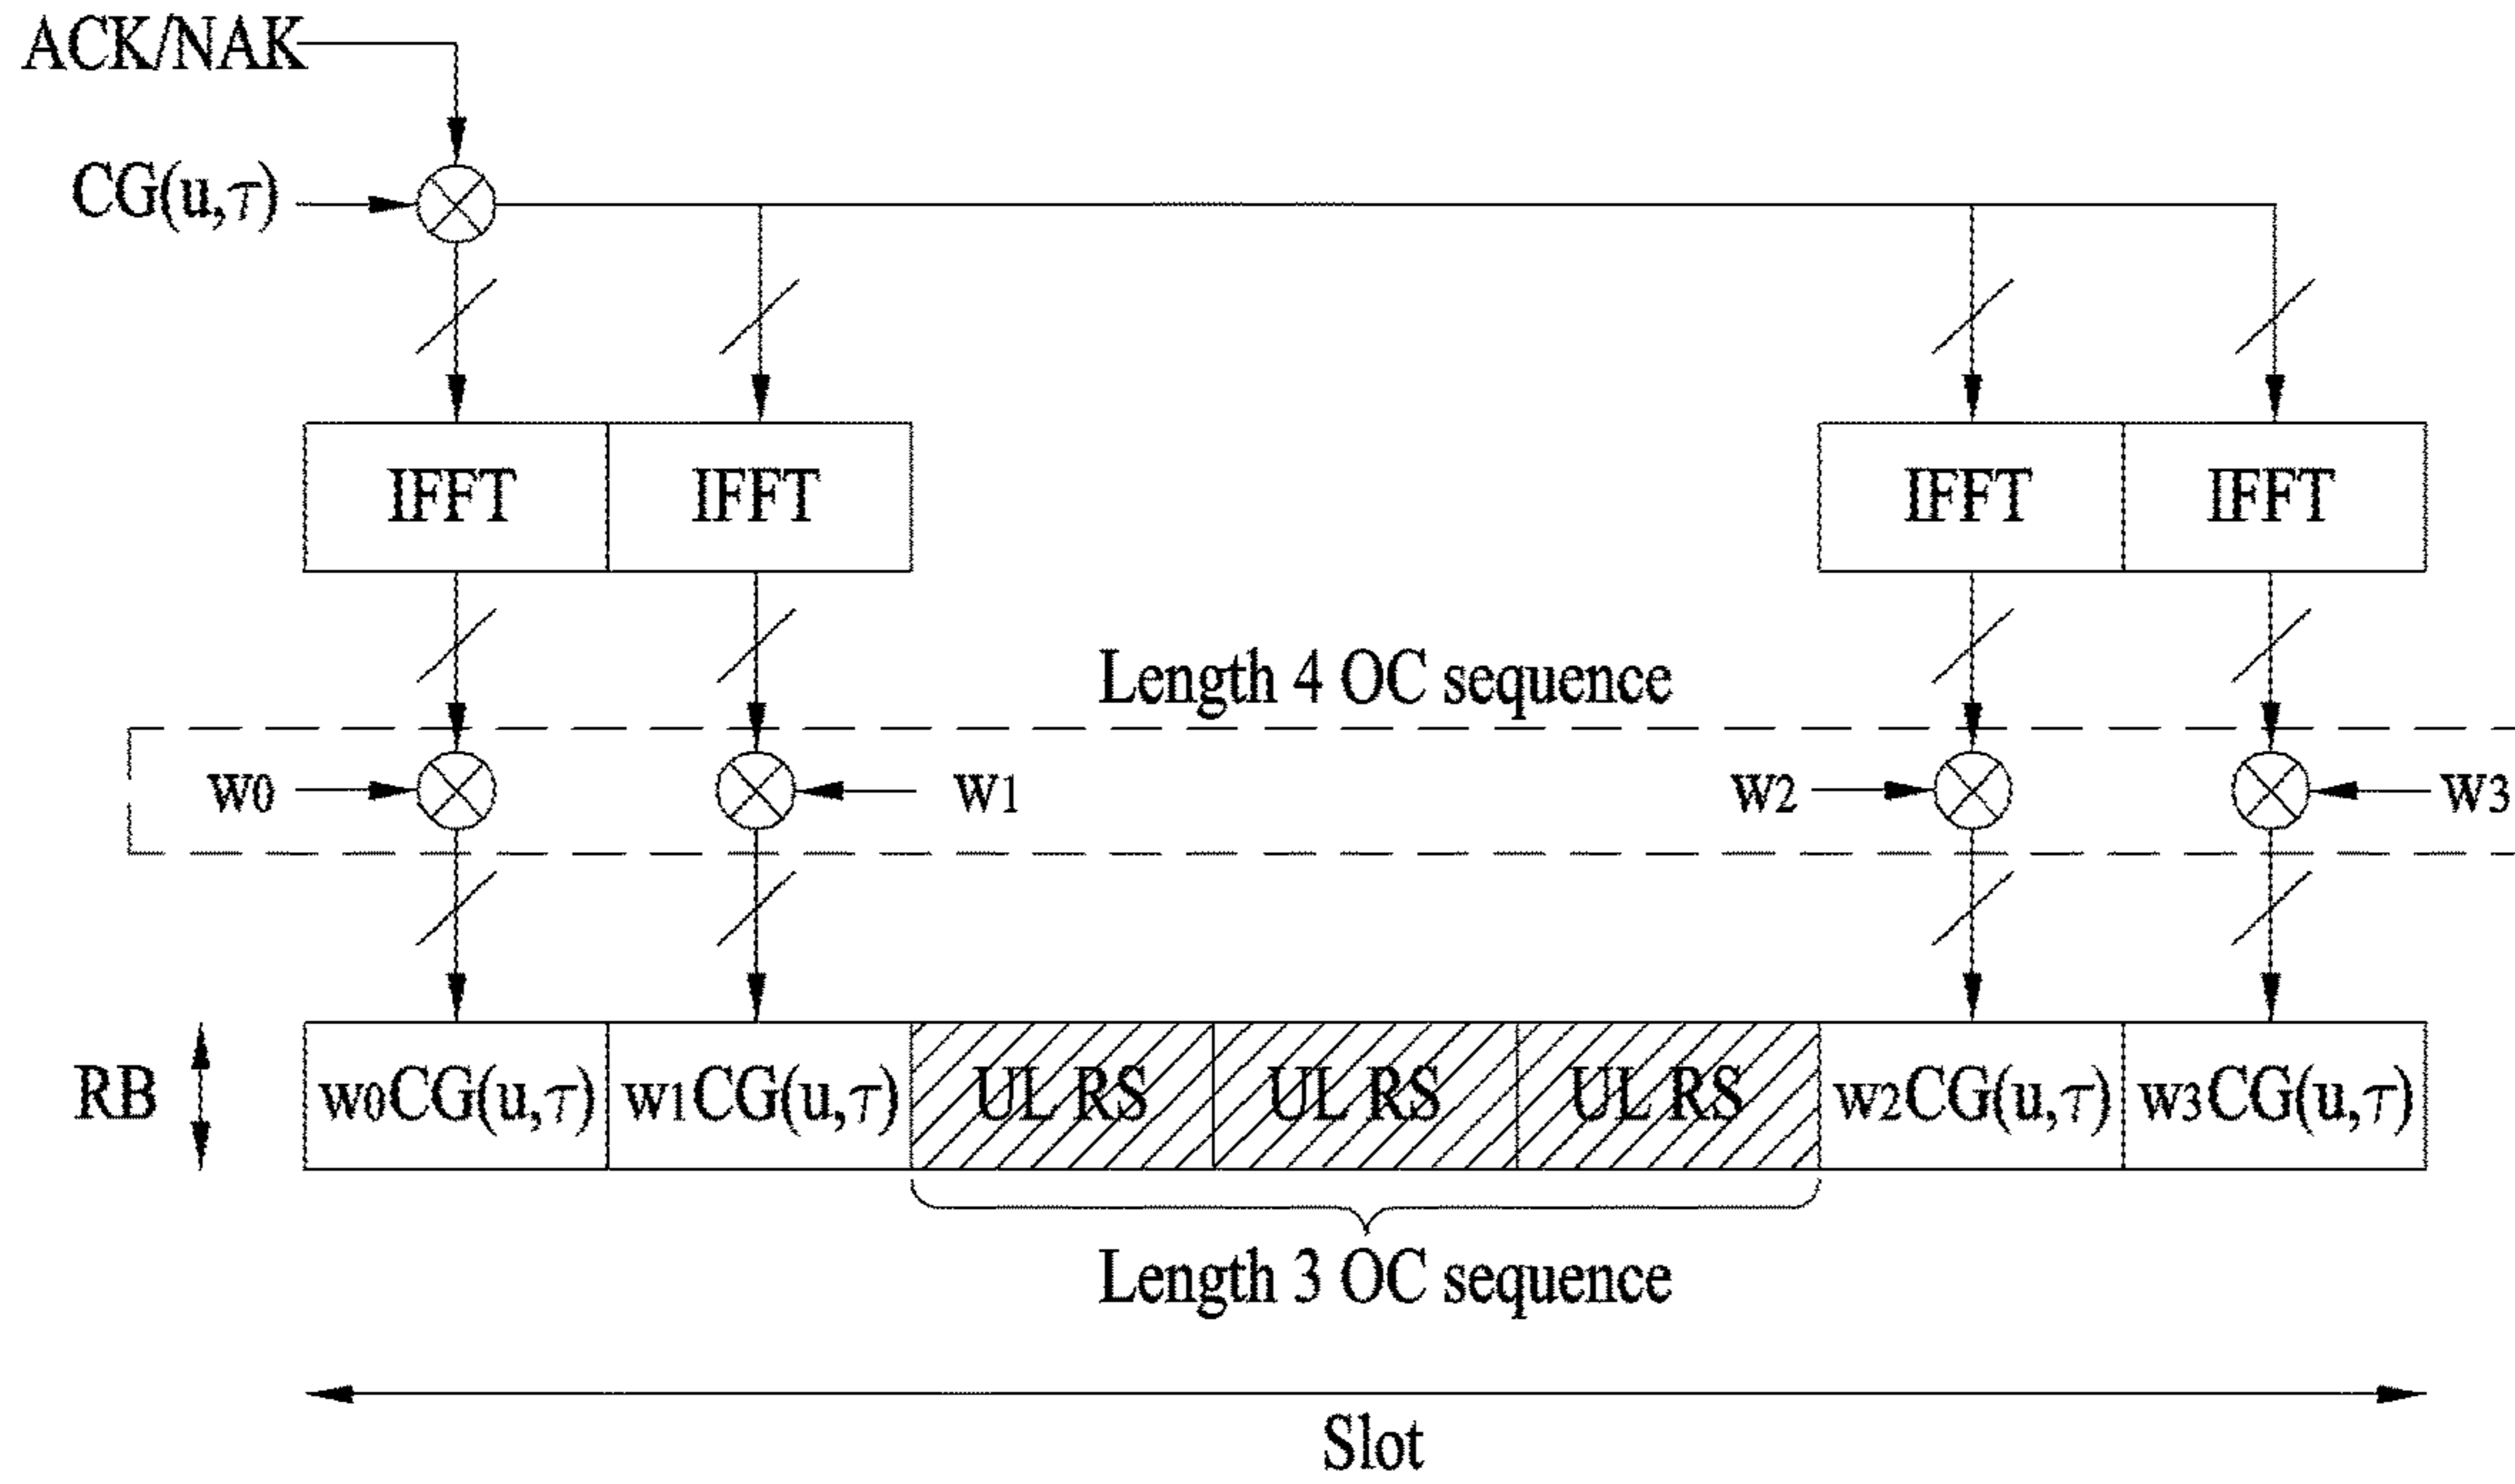 ACK/NAK
CG(u,τ)
IFFT IFFT IFFT IFFT
Length 4 OC sequence
w0 w1 w2 w3
RB w0CG(u,τ) w1CG(u,τ) UL RS UL RS UL RS w2CG(u,τ) w3CG(u,τ)
Length 3 OC sequence
Slot